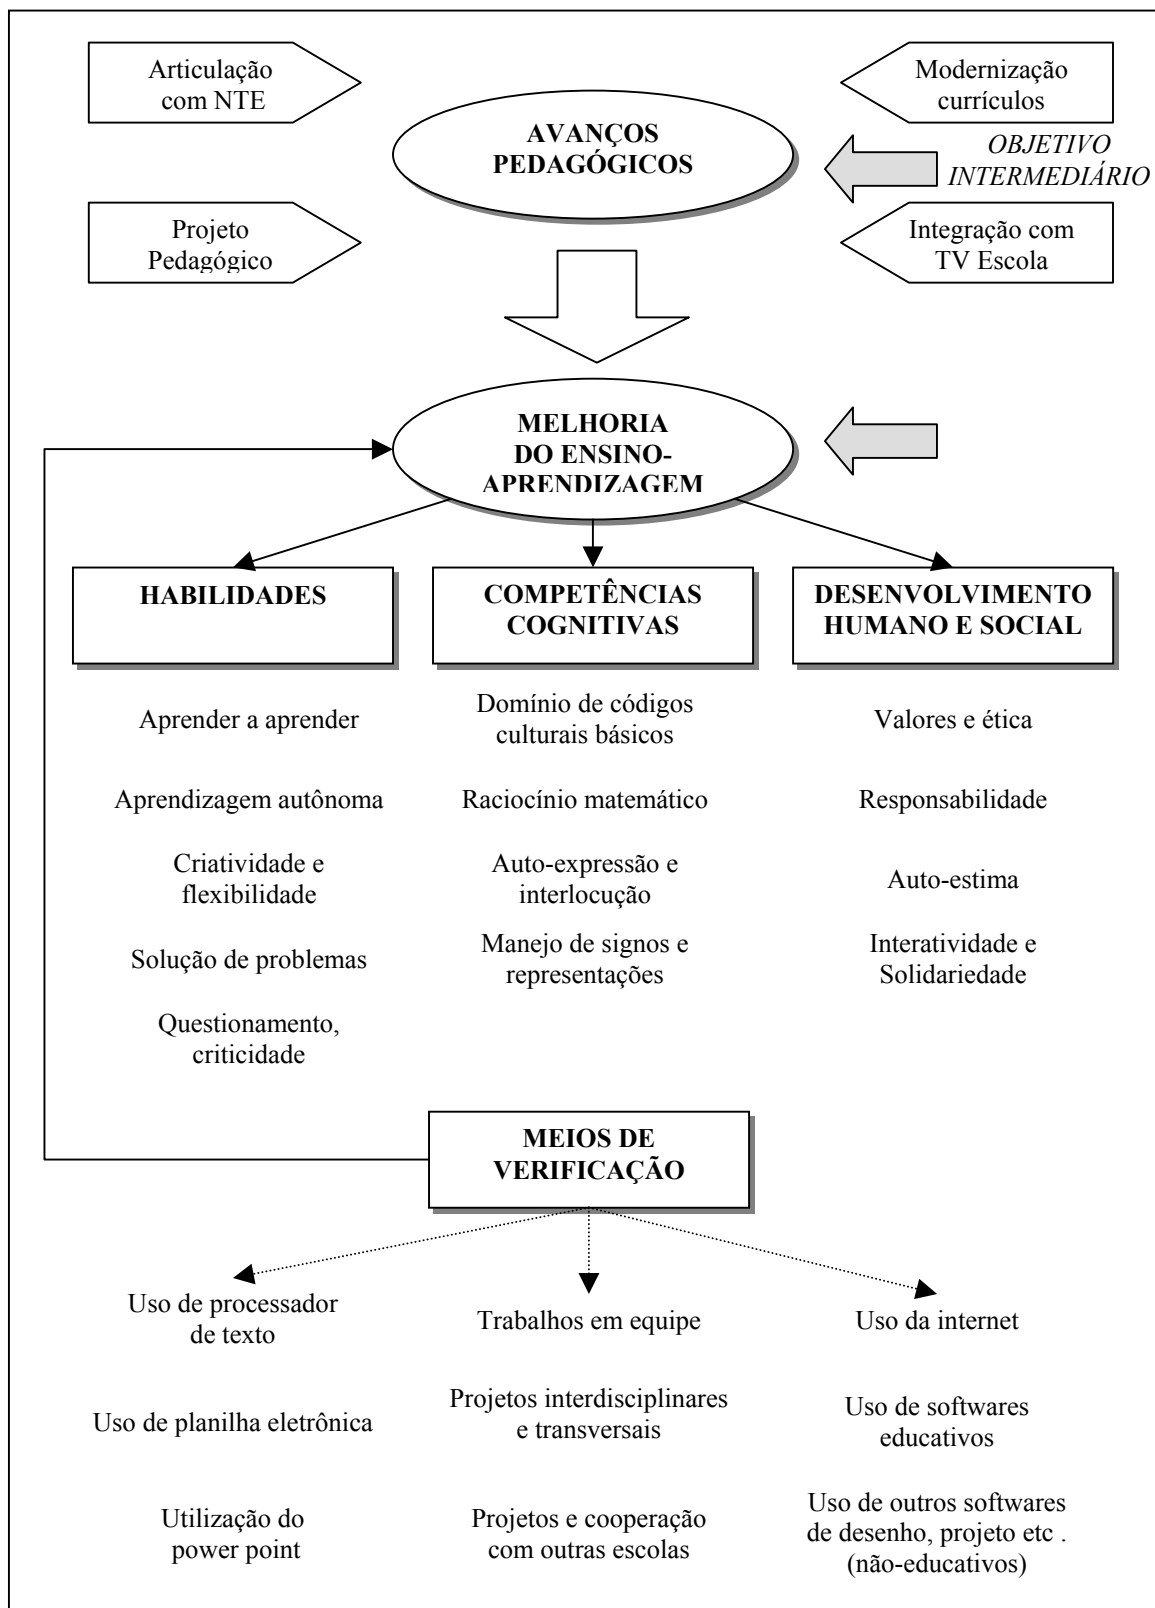 Articulação
com NTE
Modernização
currículos
AVANÇOS
PEDAGÓGICOS
OBJETIVO
INTERMEDIÁRIO
Projeto
Pedagógico
Integração com
TV Escola
MELHORIA
DO ENSINO-
APRENDIZAGEM
HABILIDADES
COMPETÊNCIAS
COGNITIVAS
DESENVOLVIMENTO
HUMANO E SOCIAL
Aprender a aprender
Domínio de códigos
culturais básicos
Valores e ética
Aprendizagem autônoma
Raciocínio matemático
Responsabilidade
Criatividade e
flexibilidade
Auto-expressão e
interlocução
Auto-estima
Solução de problemas
Manejo de signos e
representações
Interatividade e
Solidariedade
Questionamento,
criticidade
MEIOS DE
VERIFICAÇÃO
Uso de processador
de texto
Trabalhos em equipe
Uso da internet
Uso de planilha eletrônica
Projetos interdisciplinares
e transversais
Uso de softwares
educativos
Utilização do
power point
Projetos e cooperação
com outras escolas
Uso de outros softwares
de desenho, projeto etc .
(não-educativos)